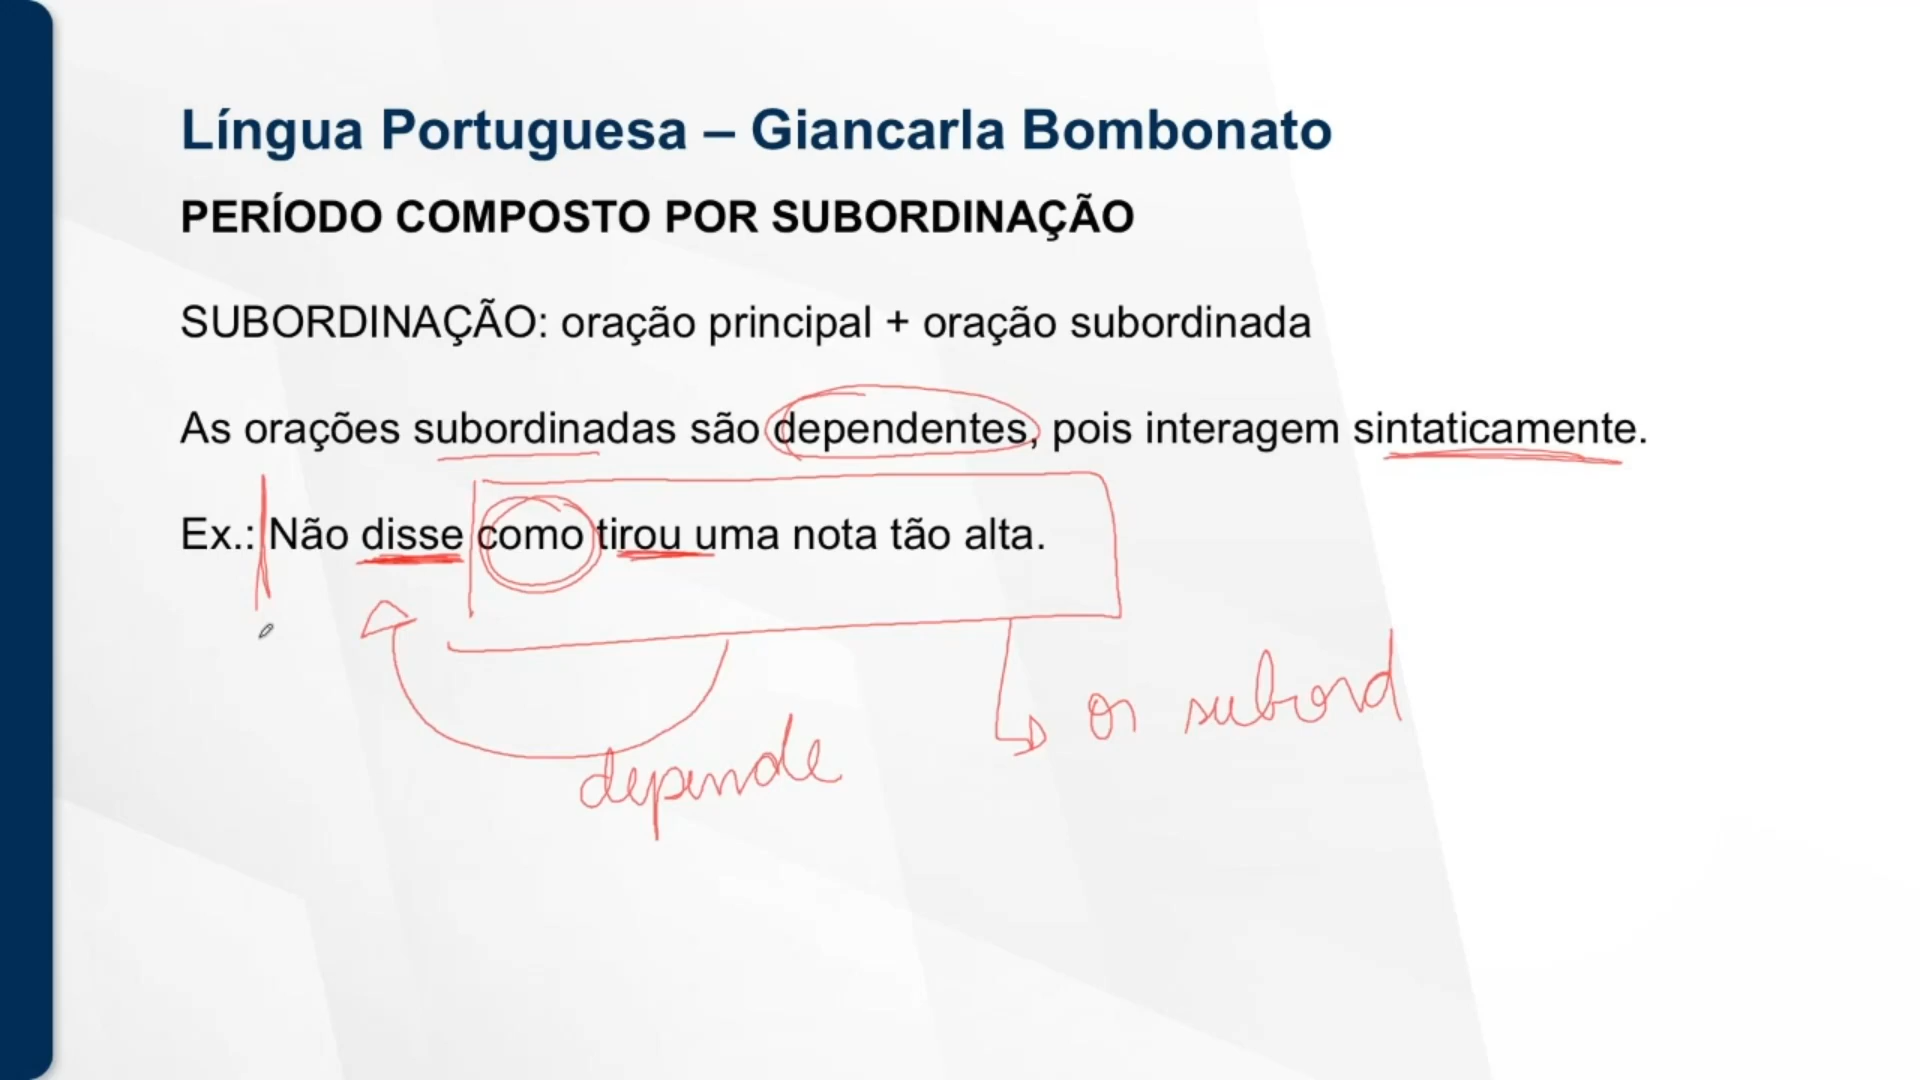 Língua Portuguesa – Giancarla Bombonato
PERÍODO COMPOSTO POR SUBORDINAÇÃO
SUBORDINAÇÃO: oração principal + oração subordinada
As orações subordinadas são dependentes, pois interagem sintaticamente.
Ex.: Não disse como tirou uma nota tão alta.
or subord
depende